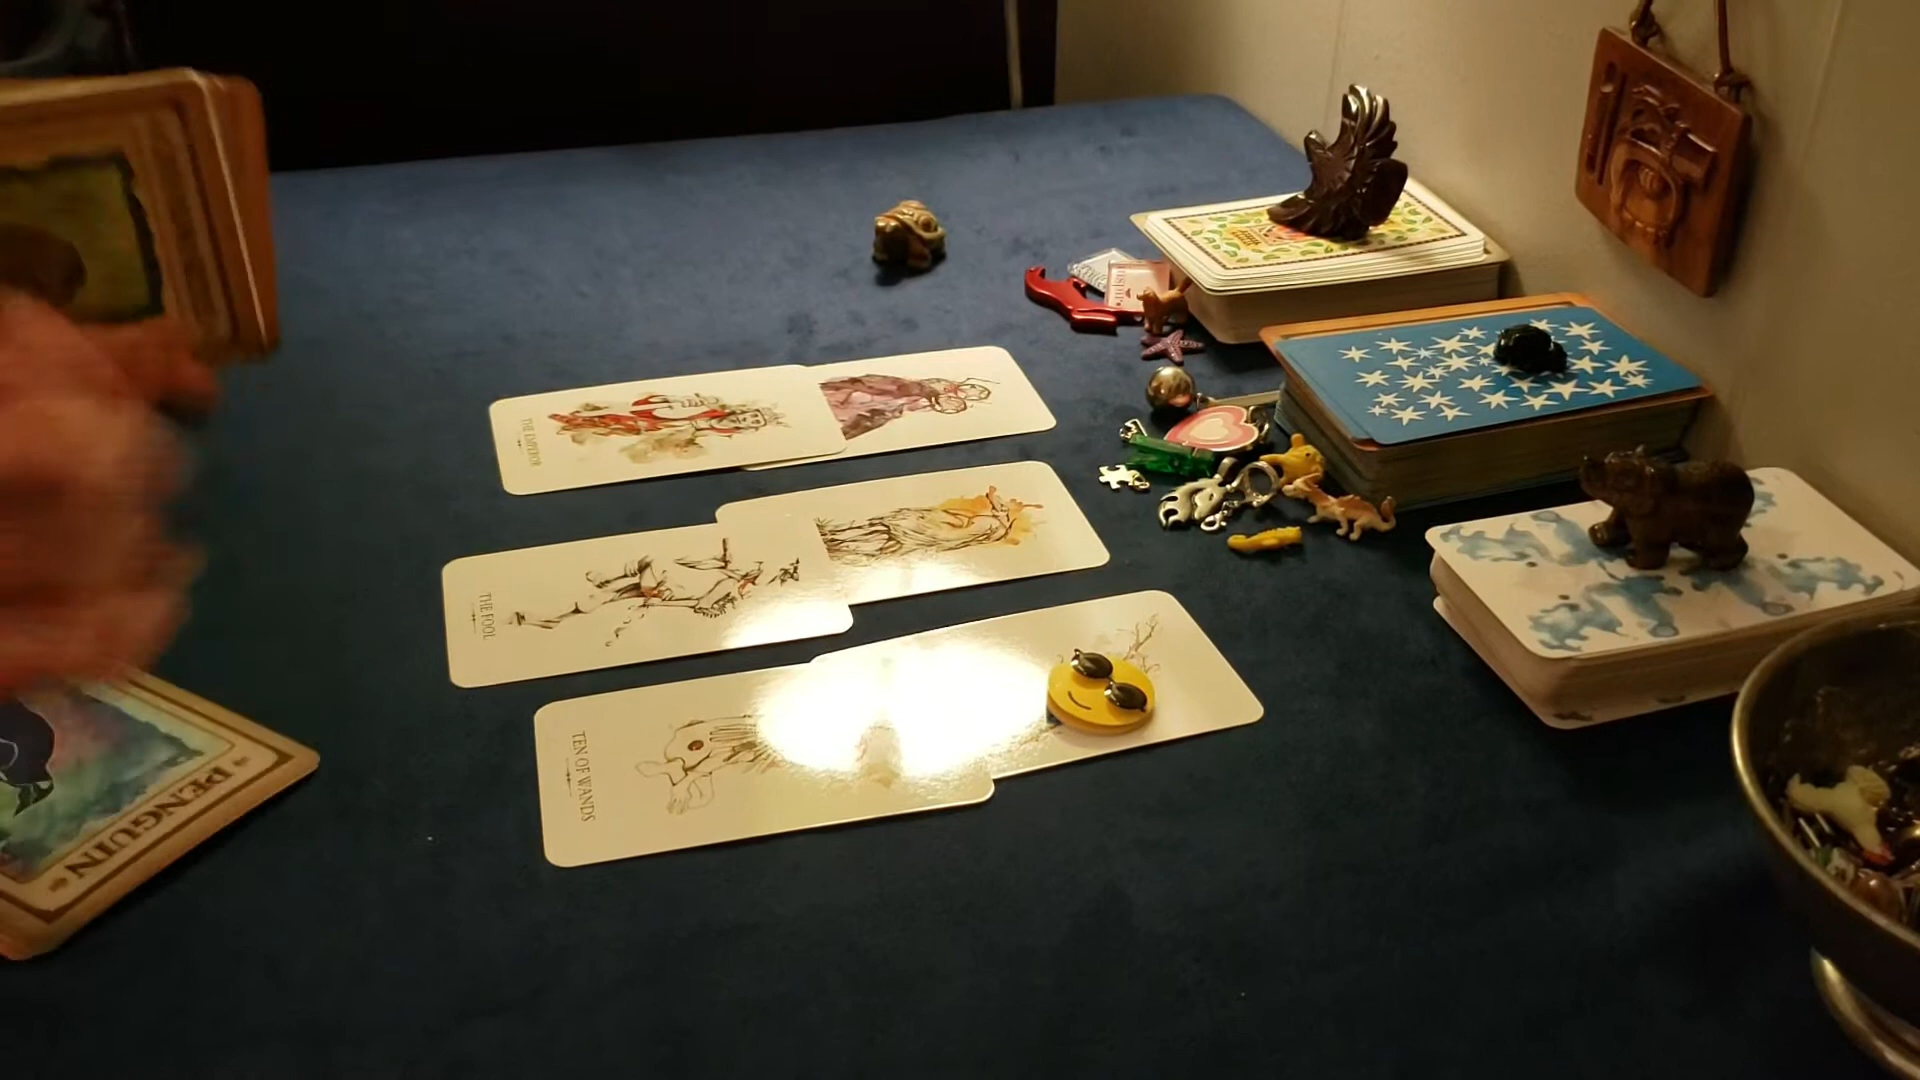 THE EMPEROR
THE FOOL
TEN OF WANDS
PENGUIN